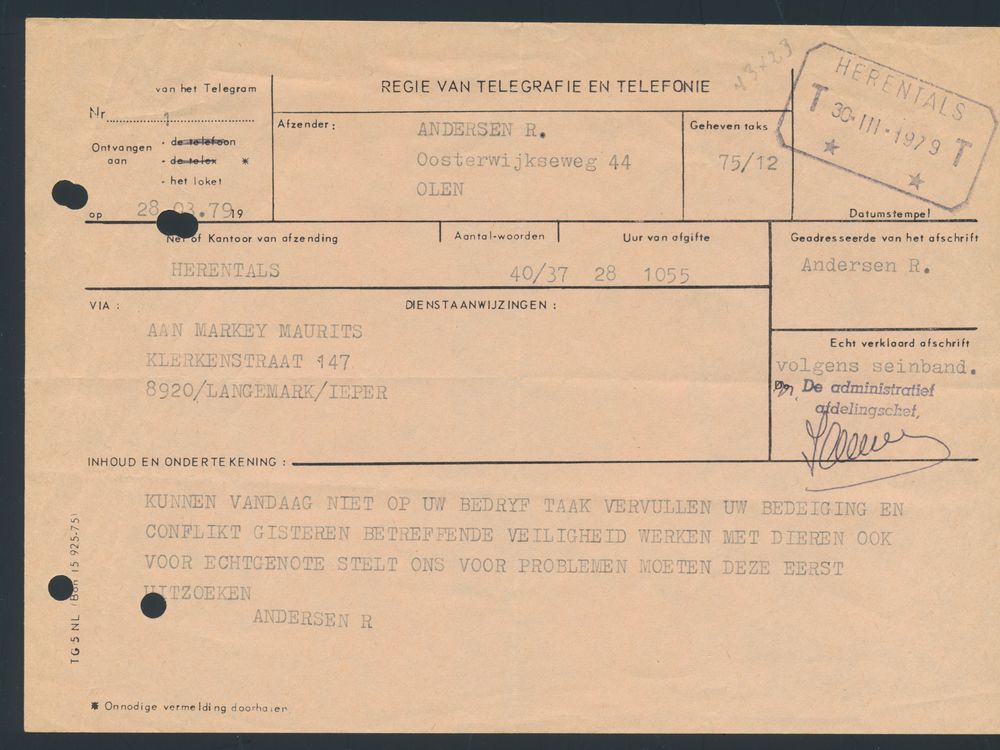 van het Telegram
REGIE VAN TELEGRAFIE EN TELEFONIE
13X23
HERENTALS
T 30-III-1979 T
Nr 1
Ontvangen aan
- de telefoon
- de telex *
- het loket
op 28.03.79 19
Afzender :
ANDERSEN R.
Oosterwijkseweg 44
OLEN
Geheven taks
75/12
Datumstempel
Net of Kantoor van afzending
HERENTALS
Aantal-woorden
40/37
Uur van afgifte
28 1055
Geadresseerde van het afschrift
Andersen R.
VIA :
DIENSTAANWIJZINGEN :
AAN MARKEY MAURITS
KLERKENSTRAAT 147
8920/LANGEMARK/IEPER
Echt verklaard afschrift
volgens seinband.
De
De administratief
afdelingschef,
INHOUD EN ONDERTEKENING :
KUNNEN VANDAAG NIET OP UW BEDRYF TAAK VERVULLEN UW BEDEIGING EN
CONFLIKT GISTEREN BETREFFENDE VEILIGHEID WERKEN MET DIEREN OOK
VOOR ECHTGENOTE STELT ONS VOOR PROBLEMEN MOETEN DEZE EERST
UITZOEKEN
ANDERSEN R
TG 5 NL (Bon 15 925-75)
* Onnodige vermelding doorhalen